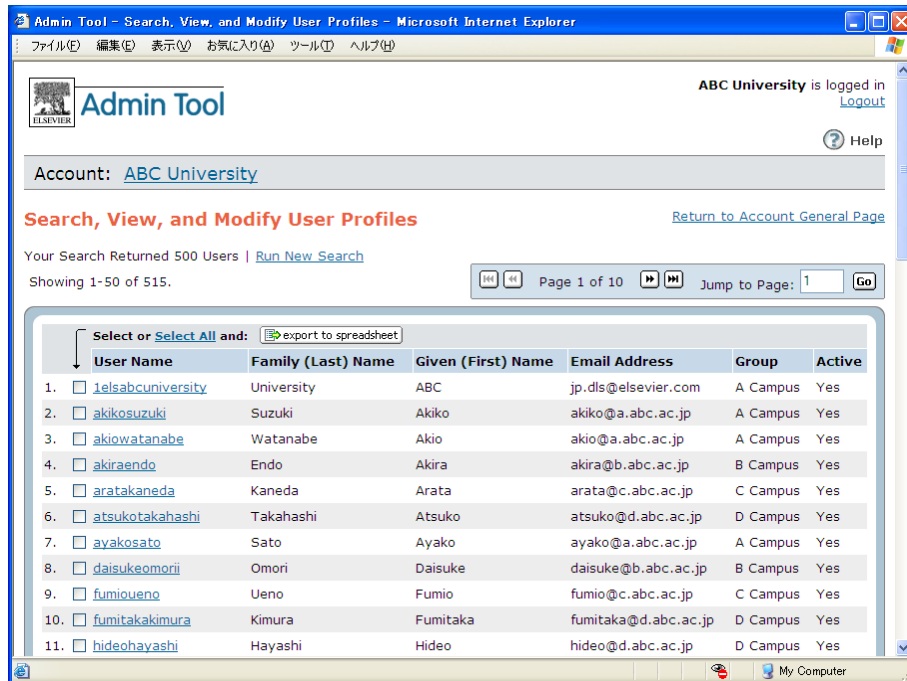 Admin Tool - Search, View, and Modify User Profiles - Microsoft Internet Explorer
ファイル(F) 編集(E) 表示(V) お気に入り(A) ツール(T) ヘルプ(H)
ELSEVIER
Admin Tool
ABC University is logged in
Logout
Help
Account: ABC University
Search, View, and Modify User Profiles
Return to Account General Page
Your Search Returned 500 Users | Run New Search
Showing 1-50 of 515.
Page 1 of 10 Jump to Page: 1 Go
Select or Select All and: export to spreadsheet
User Name Family (Last) Name Given (First) Name Email Address Group Active
1. 1elsabcuniversity University ABC jp.dls@elsevier.com A Campus Yes
2. akikosuzuki Suzuki Akiko akiko@a.abc.ac.jp A Campus Yes
3. akiowatanabe Watanabe Akio akio@a.abc.ac.jp A Campus Yes
4. akiraendo Endo Akira akira@b.abc.ac.jp B Campus Yes
5. aratakaneda Kaneda Arata arata@c.abc.ac.jp C Campus Yes
6. atsukotakahashi Takahashi Atsuko atsuko@d.abc.ac.jp D Campus Yes
7. ayakosato Sato Ayako ayako@a.abc.ac.jp A Campus Yes
8. daisukeomorii Omori Daisuke daisuke@b.abc.ac.jp B Campus Yes
9. fumioueno Ueno Fumio fumio@c.abc.ac.jp C Campus Yes
10. fumitakakimura Kimura Fumitaka fumitaka@d.abc.ac.jp D Campus Yes
11. hideohayashi Hayashi Hideo hideo@d.abc.ac.jp D Campus Yes
My Computer